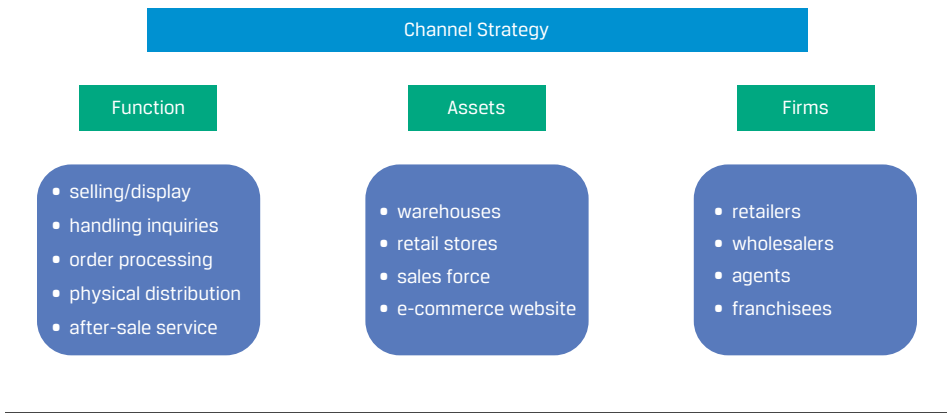 Channel Strategy
Function
Assets
Firms
• selling/display
• handling inquiries
• order processing
• physical distribution
• after-sale service
• warehouses
• retail stores
• sales force
• e-commerce website
• retailers
• wholesalers
• agents
• franchisees